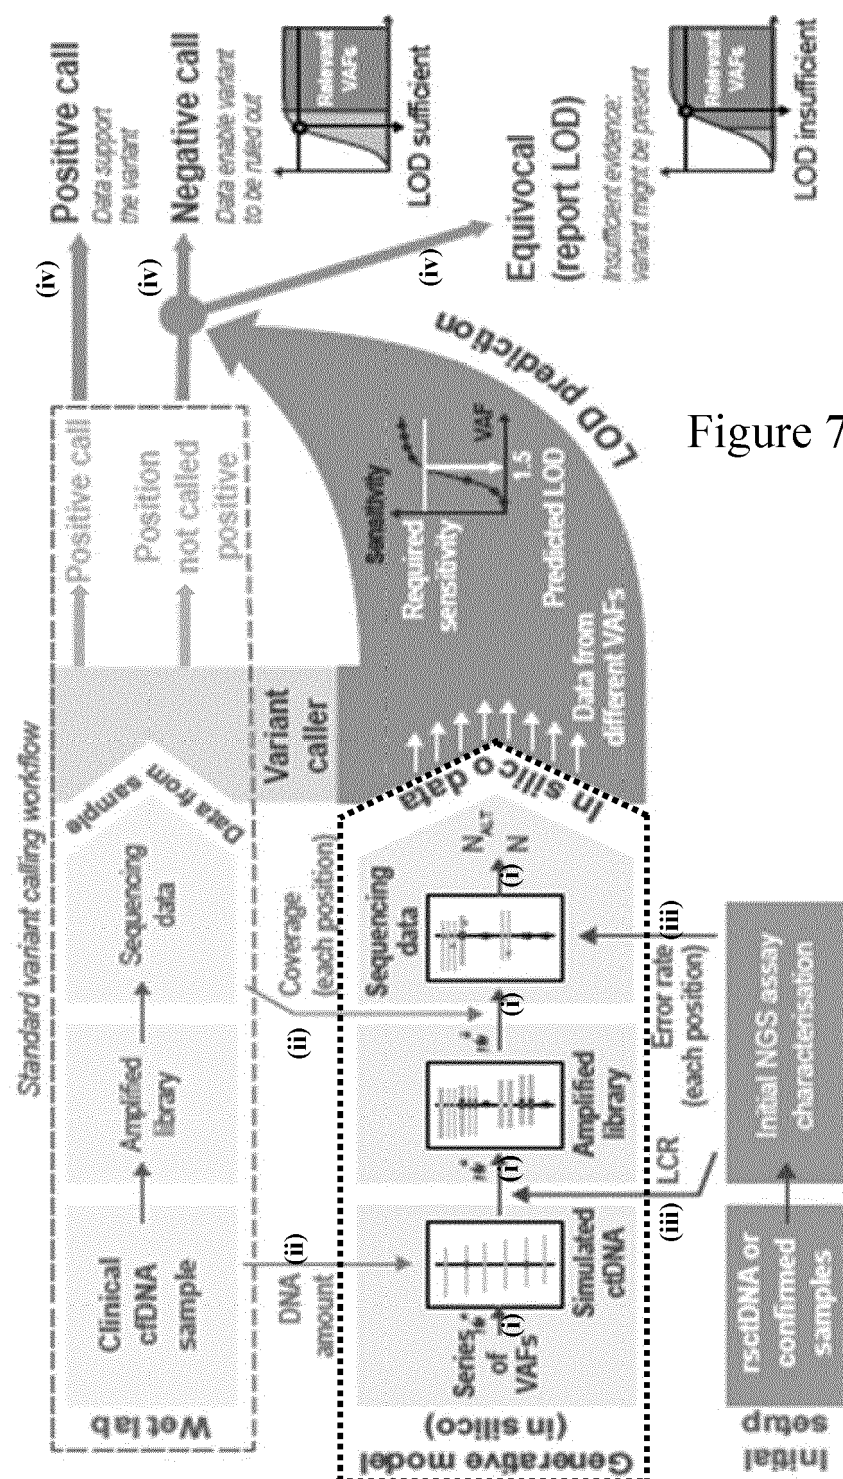 Standard variant calling workflow
Wet lab
Clinical
cfDNA
sample
Amplified
library
Sequencing
data
Data from
sample
Variant
caller
Positive call
Position
not called
positive
(iv)
Positive call
Data support
the variant
(iv)
Negative call
Data enable variant
to be ruled out
Relevant
VAFs
LOD sufficient
(iv)
Equivocal
(report LOD)
Insufficient evidence:
variant might be present
Relevant
VAFs
LOD insufficient
DNA
amount
(ii)
(ii)
Coverage
(each position)
Generative model
(in silico)
Series
of
VAFs
(i)
Simulated
ctDNA
(i)
Amplified
library
(i)
Sequencing
data
(i)
N_ALT
N
In silico data
Data from
different VAFs
Required
sensitivity
Sensitivity
VAF
1.5
Predicted LOD
LOD prediction
(iii)
LCR
Error rate
(each position)
(iii)
Initial
setup
rsctDNA or
confirmed
samples
Initial NGS assay
characterisation
Figure 7